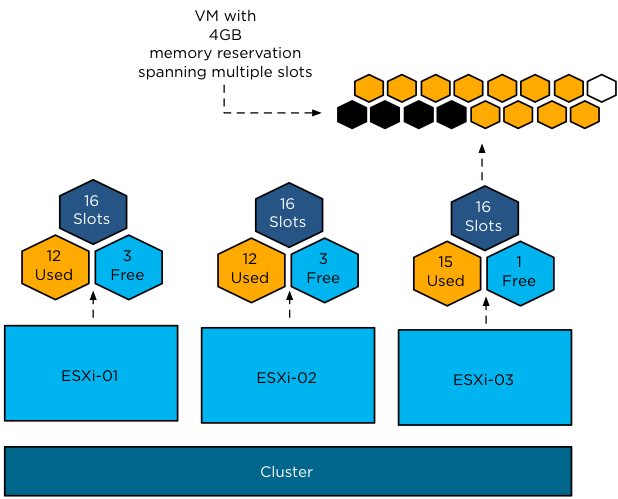 VM with
4GB
memory reservation
spanning multiple slots
16
Slots
12
Used
3
Free
16
Slots
12
Used
3
Free
16
Slots
15
Used
1
Free
ESXi-01
ESXi-02
ESXi-03
Cluster